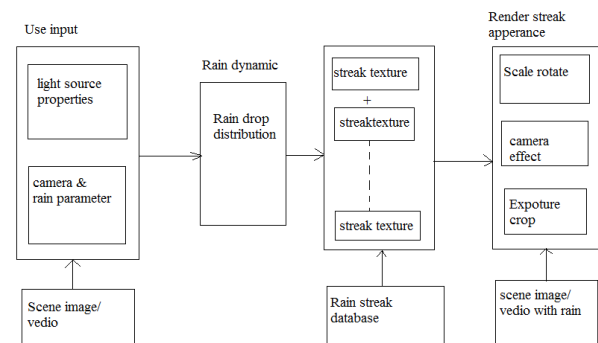 Use input
light source
properties
camera &
rain parameter
Scene image/
vedio
Rain dynamic
Rain drop
distribution
streak texture
+
streaktexture
streak texture
Rain streak
database
Render streak
apperance
Scale rotate
camera
effect
Expoture
crop
scene image/
vedio with rain